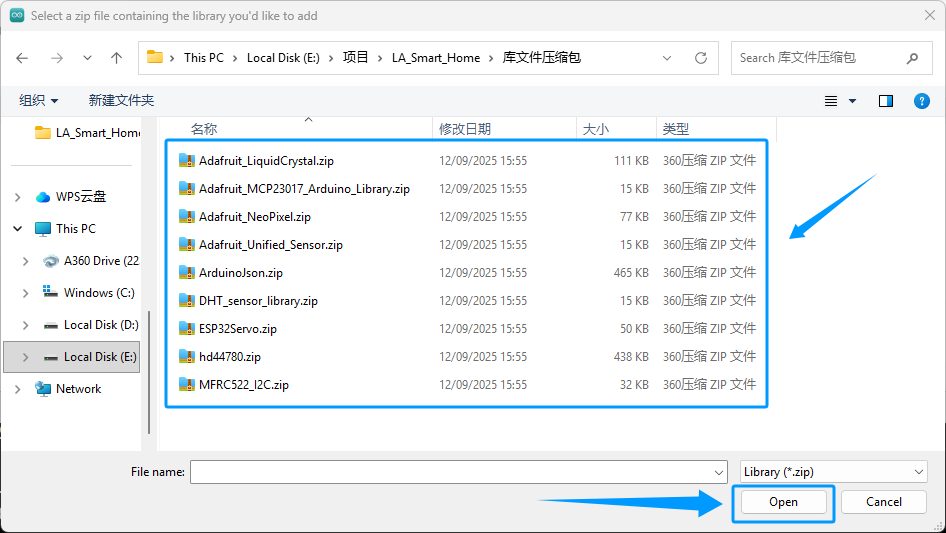 Select a zip file containing the library you'd like to add
This PC > Local Disk (E:) > 项目 > LA_Smart_Home > 库文件压缩包
Search 库文件压缩包
组织 新建文件夹
名称 修改日期 大小 类型
LA_Smart_Home
WPS云盘
This PC
A360 Drive (22
Windows (C:)
Local Disk (D:)
Local Disk (E:)
Network
Adafruit_LiquidCrystal.zip 12/09/2025 15:55 111 KB 360压缩 ZIP 文件
Adafruit_MCP23017_Arduino_Library.zip 12/09/2025 15:55 15 KB 360压缩 ZIP 文件
Adafruit_NeoPixel.zip 12/09/2025 15:55 77 KB 360压缩 ZIP 文件
Adafruit_Unified_Sensor.zip 12/09/2025 15:55 15 KB 360压缩 ZIP 文件
ArduinoJson.zip 12/09/2025 15:55 465 KB 360压缩 ZIP 文件
DHT_sensor_library.zip 12/09/2025 15:55 15 KB 360压缩 ZIP 文件
ESP32Servo.zip 12/09/2025 15:55 50 KB 360压缩 ZIP 文件
hd44780.zip 12/09/2025 15:55 438 KB 360压缩 ZIP 文件
MFRC522_I2C.zip 12/09/2025 15:55 32 KB 360压缩 ZIP 文件
File name: Library (*.zip)
Open Cancel